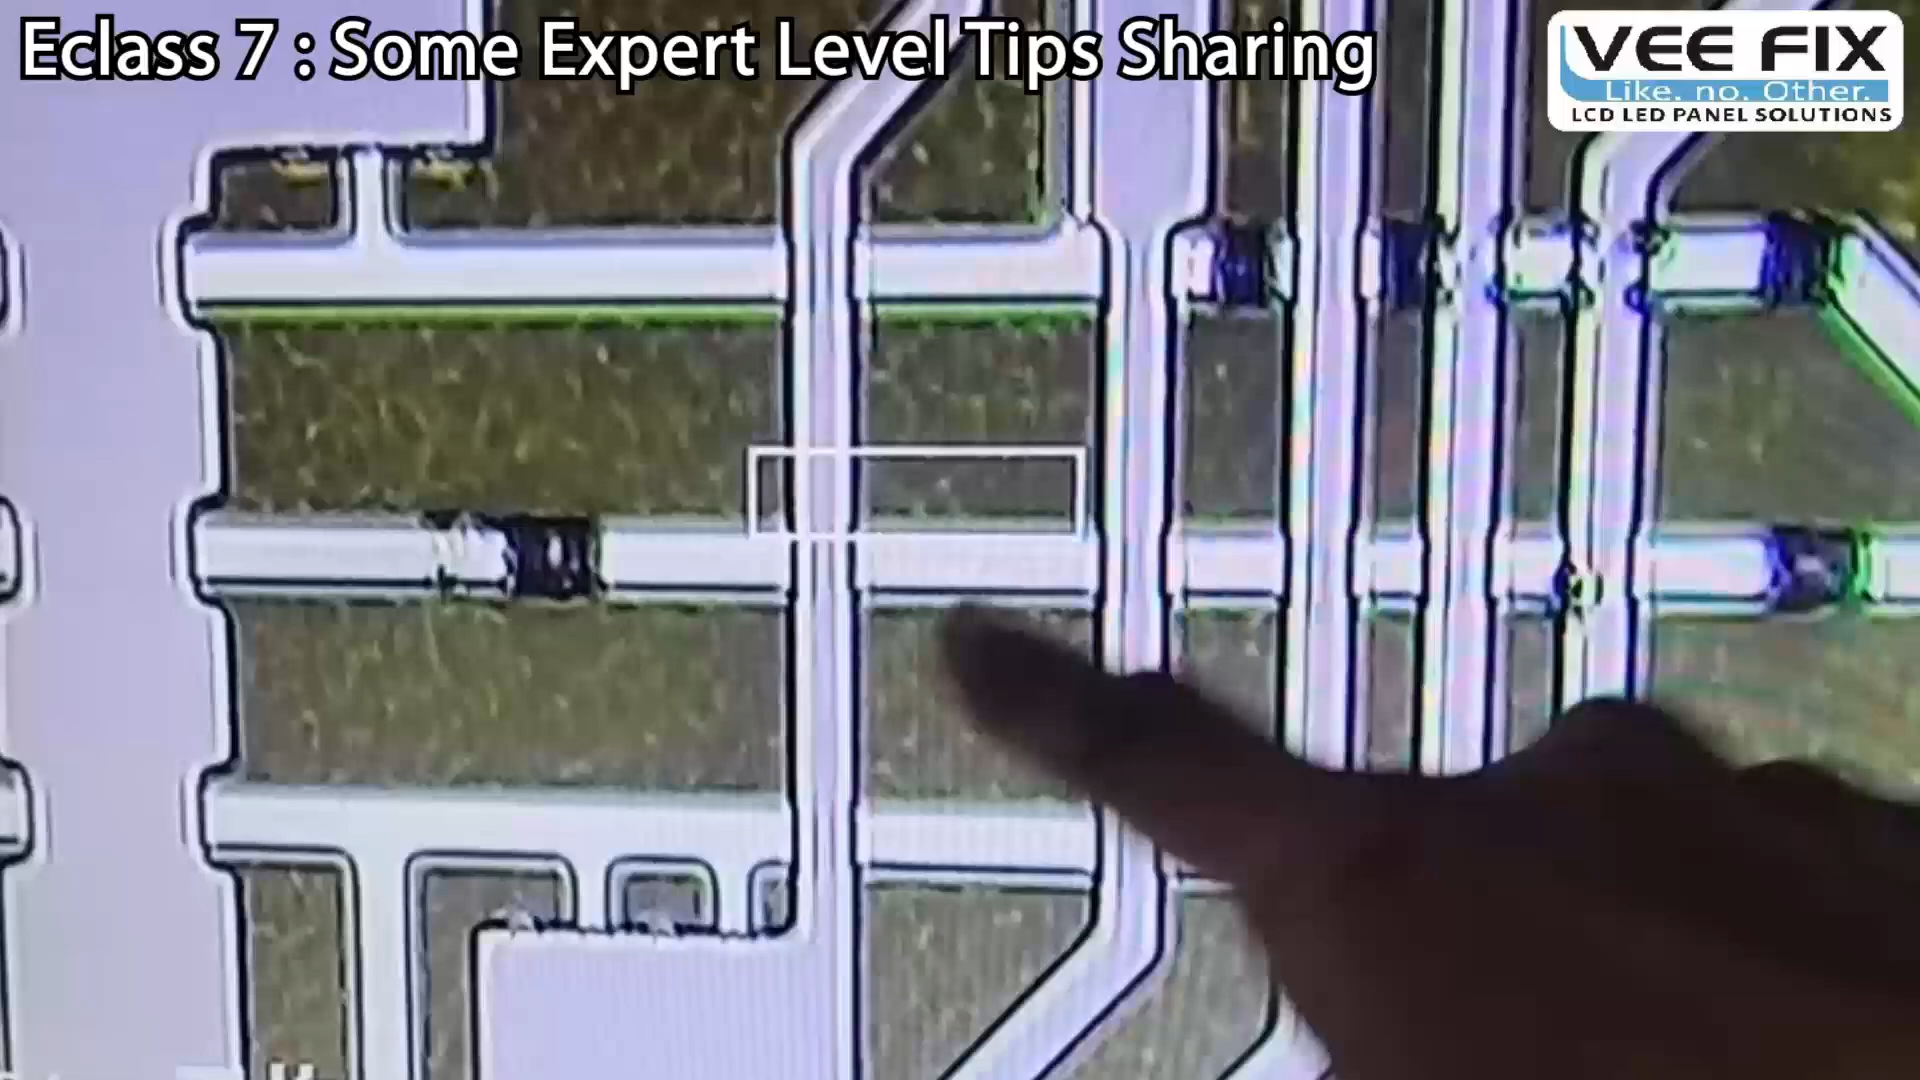 Eclass 7 : Some Expert Level Tips Sharing
VEE FIX
Like. no. Other.
LCD LED PANEL SOLUTIONS